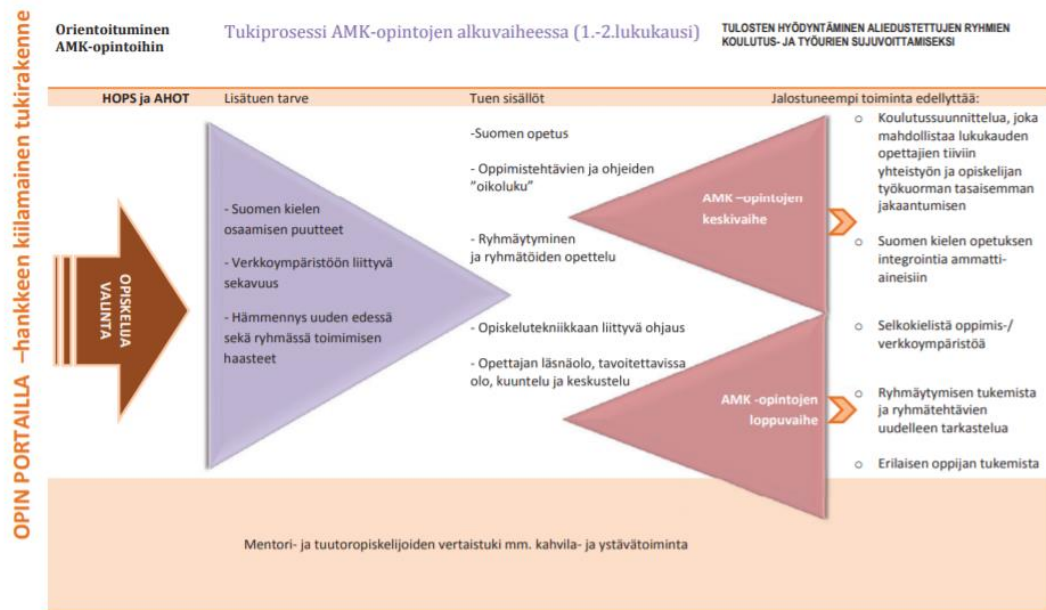 OPIN PORTAILLA –hankkeen kiilamainen tukirakenne
Orientoituminen
AMK-opintoihin
Tukiprosessi AMK-opintojen alkuvaiheessa (1.-2.lukukausi)
TULOSTEN HYÖDYNTÄMINEN ALIEDUSTETTUJEN RYHMIEN
KOULUTUS- JA TYÖURIEN SUJUVOITTAMISEKSI
HOPS ja AHOT
Lisätuen tarve
Tuen sisällöt
Jalostuneempi toiminta edellyttää:
OPISKELUA
VALINTA
- Suomen kielen
osaamisen puutteet
- Verkkoympäristöön liittyvä
sekavuus
- Hämmennys uuden edessä
sekä ryhmässä toimimisen
haasteet
-Suomen opetus
- Oppimistehtävien ja ohjeiden
”oikoluku”
- Ryhmäytyminen
ja ryhmätöiden opettelu
- Opiskelutekniikkaan liittyvä ohjaus
- Opettajan läsnäolo, tavoitettavissa
olo, kuuntelu ja keskustelu
AMK –opintojen
keskivaihe
AMK -opintojen
loppuvaihe
o Koulutussuunnittelua, joka
mahdollistaa lukukauden
opettajien tiiviin
yhteistyön ja opiskelijan
työkuorman tasaisemman
jakaantumisen
o Suomen kielen opetuksen
integrointia ammatti-
aineisiin
o Selkokielistä oppimis-/
verkkoympäristöä
o Ryhmäytymisen tukemista
ja ryhmätehtävien
uudelleen tarkastelua
o Erilaisen oppijan tukemista
Mentori- ja tuutoropiskelijoiden vertaistuki mm. kahvila- ja ystävätoiminta